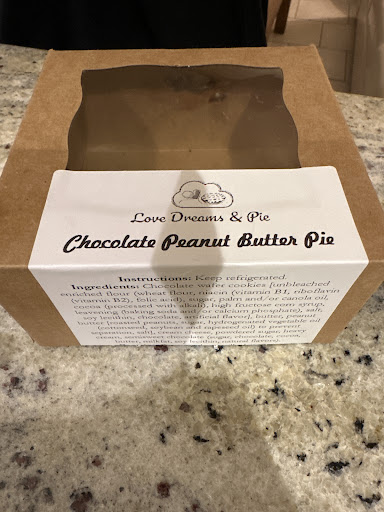 Love Dreams & Pie
Chocolate Peanut Butter Pie
Instructions: Keep refrigerated.
Ingredients: Chocolate wafer cookies [unbleached
enriched flour (wheat flour, niacin (vitamin B1, riboflavin
(vitamin B2), folic acid), sugar, palm and/or canola oil,
cocoa (processed with alkali), high fructose corn syrup,
leavening (baking soda and/or calcium phosphate), salt,
soy lecithin, chocolate, artificial flavor], butter, peanut
butter [roasted peanuts, sugar, hydrogenated vegetable oil
(cottonseed, soybean and rapeseed oil) to prevent
separation, salt], cream cheese, powdered sugar, heavy
cream, semisweet chocolate (sugar, chocolate,
butter, milkfat, soy lecithin, natural flavors).